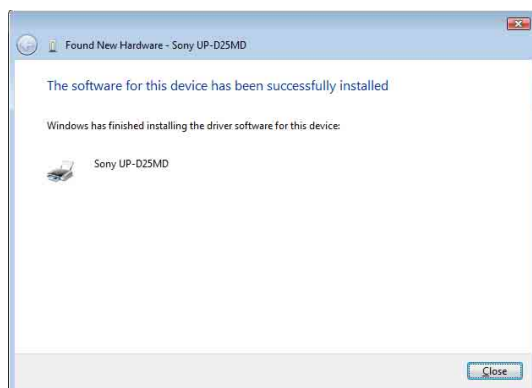 Found New Hardware - Sony UP-D25MD
The software for this device has been successfully installed
Windows has finished installing the driver software for this device:
Sony UP-D25MD
Close